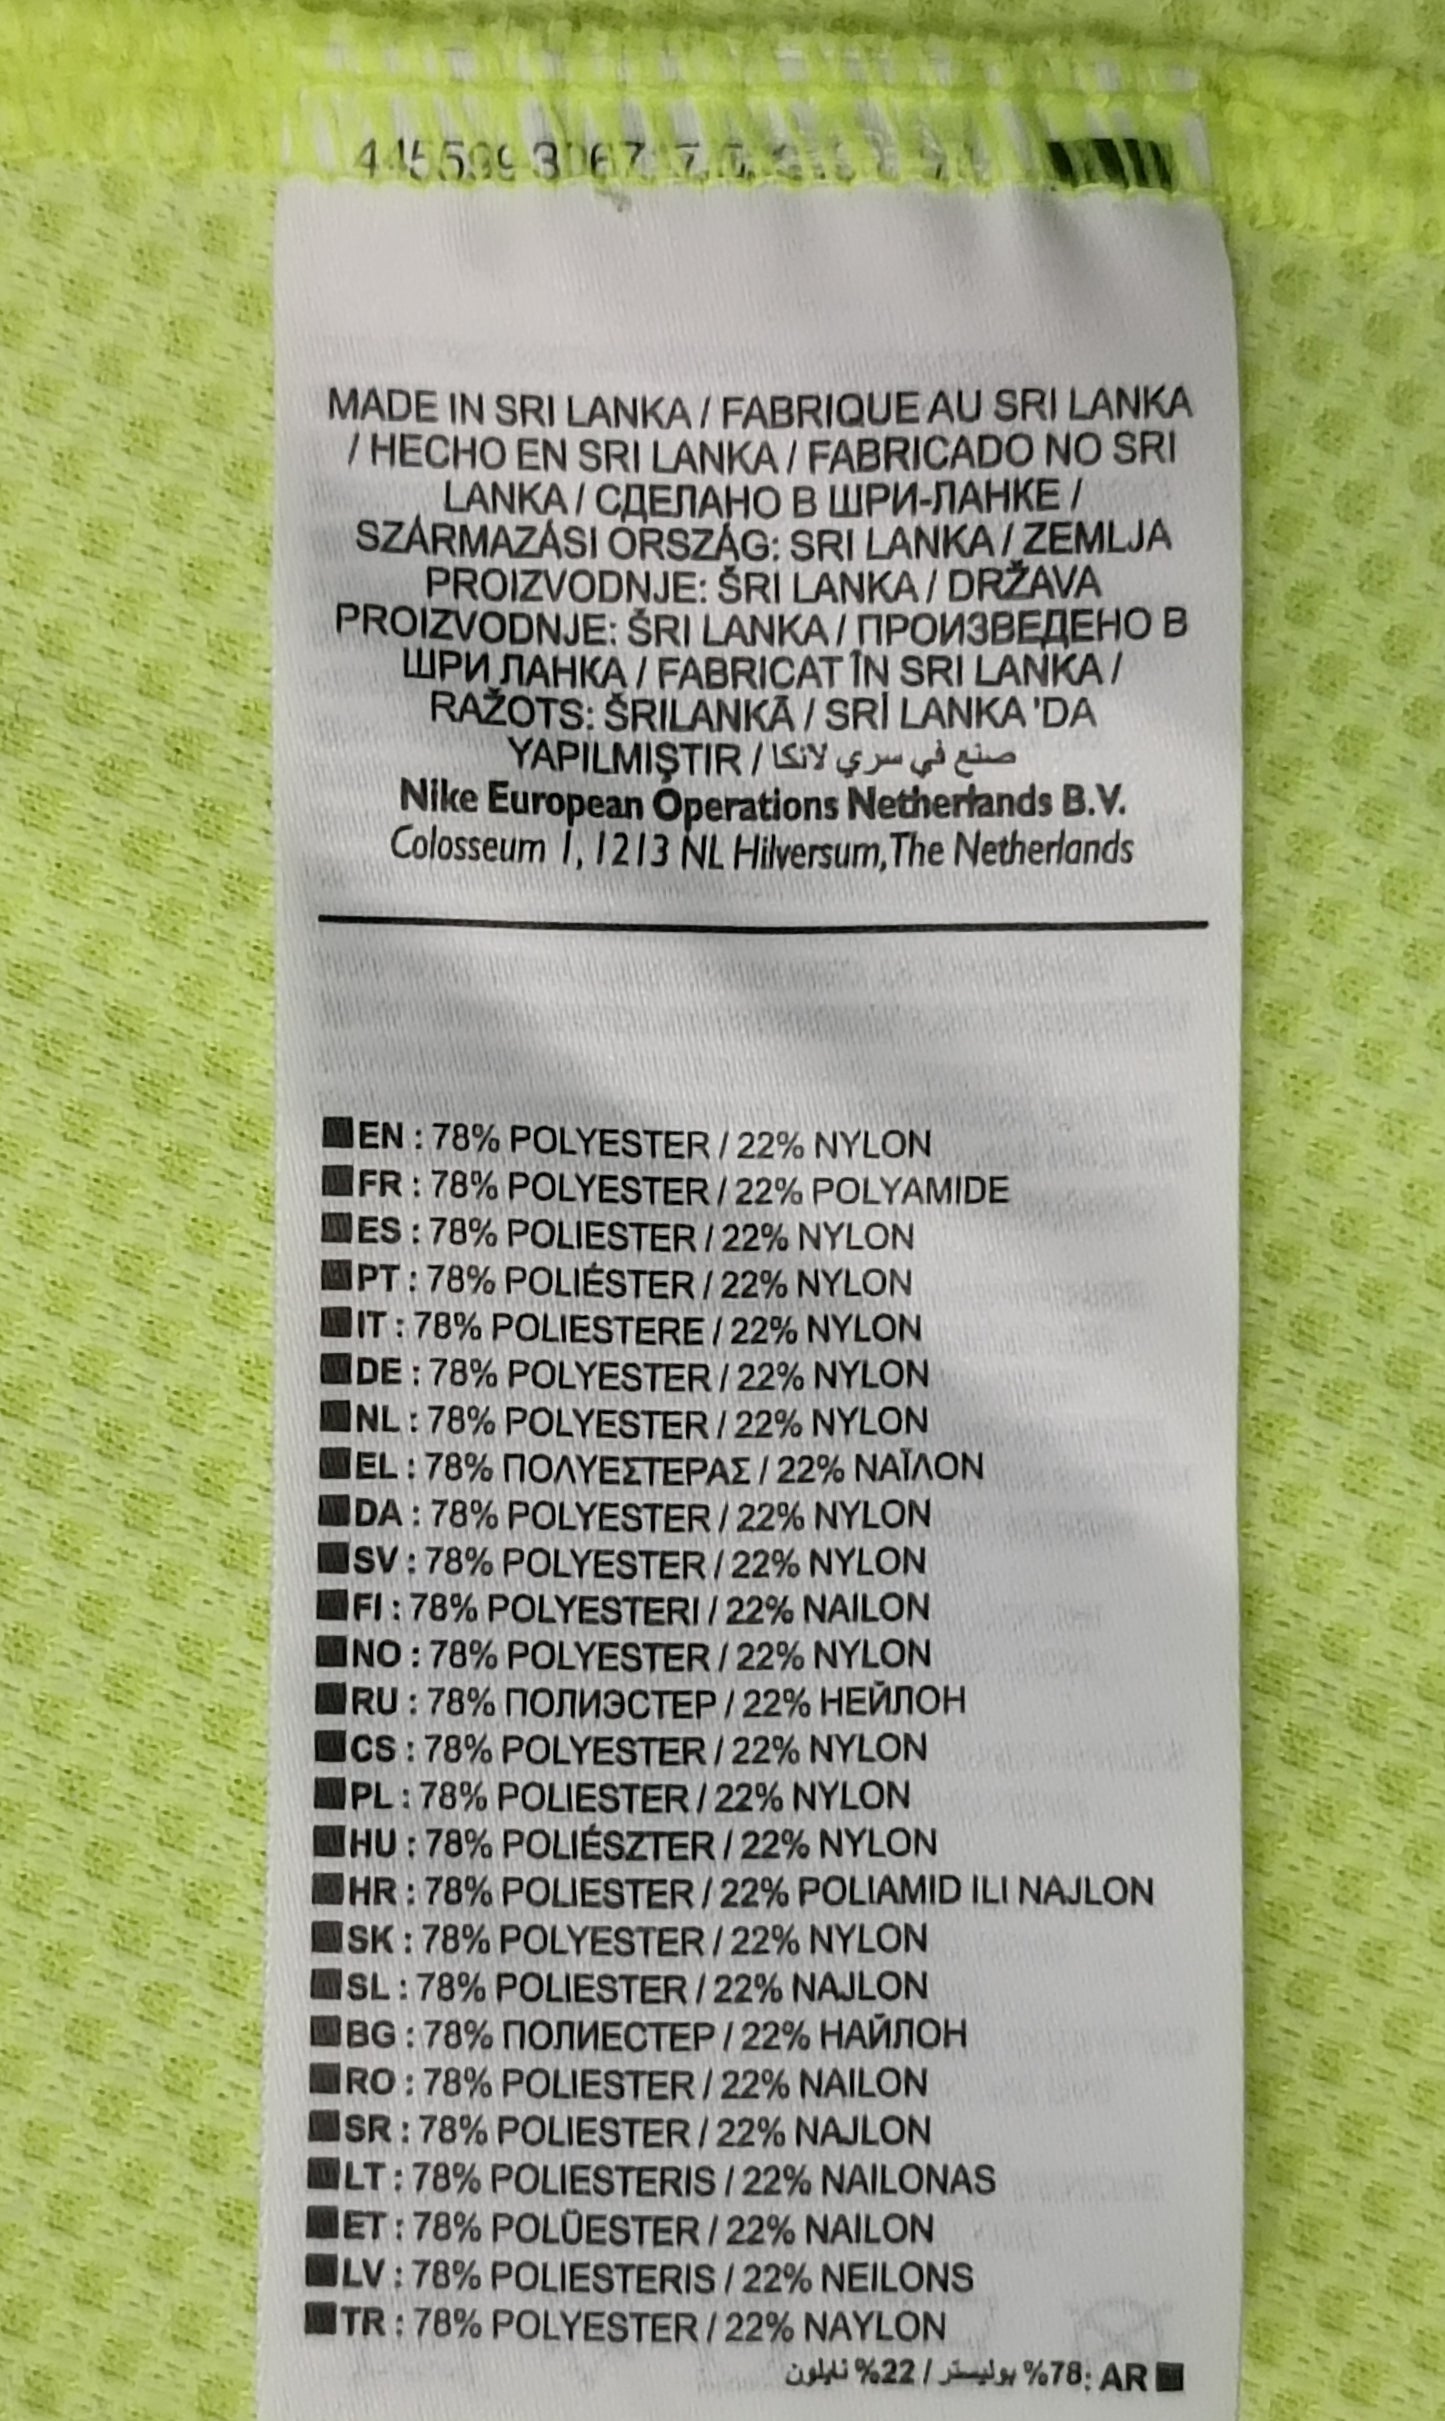 MADE IN SRI LANKA / FABRIQUE AU SRI LANKA
/ HECHO EN SRI LANKA / FABRICADO NO SRI
LANKA / СДЕЛАНО В ШРИ-ЛАНКЕ /
SZÁRMAZÁSI ORSZÁG: SRI LANKA / ZEMLJA
PROIZVODNJE: ŠRI LANKA / DRŽAVA
PROIZVODNJE: ŠRI LANKA / ПРОИЗВЕДЕНО В
ШРИ ЛАНКА / FABRICAT ÎN SRI LANKA /
RAŽOTS: ŠRILANKĀ / SRİ LANKA 'DA
YAPILMIŞTIR / صنع في سري لانكا
Nike European Operations Netherlands B.V.
Colosseum 1, 1213 NL Hilversum, The Netherlands
EN : 78% POLYESTER / 22% NYLON
FR : 78% POLYESTER / 22% POLYAMIDE
ES : 78% POLIESTER / 22% NYLON
PT : 78% POLIÉSTER / 22% NYLON
IT : 78% POLIESTERE / 22% NYLON
DE : 78% POLYESTER / 22% NYLON
NL : 78% POLYESTER / 22% NYLON
EL : 78% ΠΟΛΥΕΣΤΕΡΑΣ / 22% ΝΑΪΛΟΝ
DA : 78% POLYESTER / 22% NYLON
SV : 78% POLYESTER / 22% NYLON
FI : 78% POLYESTERI / 22% NAILON
NO : 78% POLYESTER / 22% NYLON
RU : 78% ПОЛИЭСТЕР / 22% НЕЙЛОН
CS : 78% POLYESTER / 22% NYLON
PL : 78% POLIESTER / 22% NYLON
HU : 78% POLIÉSZTER / 22% NYLON
HR : 78% POLIESTER / 22% POLIAMID ILI NAJLON
SK : 78% POLYESTER / 22% NYLON
SL : 78% POLIESTER / 22% NAJLON
BG : 78% ПОЛИЕСТЕР / 22% НАЙЛОН
RO : 78% POLIESTER / 22% NAILON
SR : 78% POLIESTER / 22% NAJLON
LT : 78% POLIESTERIS / 22% NAILONAS
ET : 78% POLÜESTER / 22% NAILON
LV : 78% POLIESTERIS / 22% NEILONS
TR : 78% POLYESTER / 22% NAYLON
AR :78% بوليستر / 22% نايلون